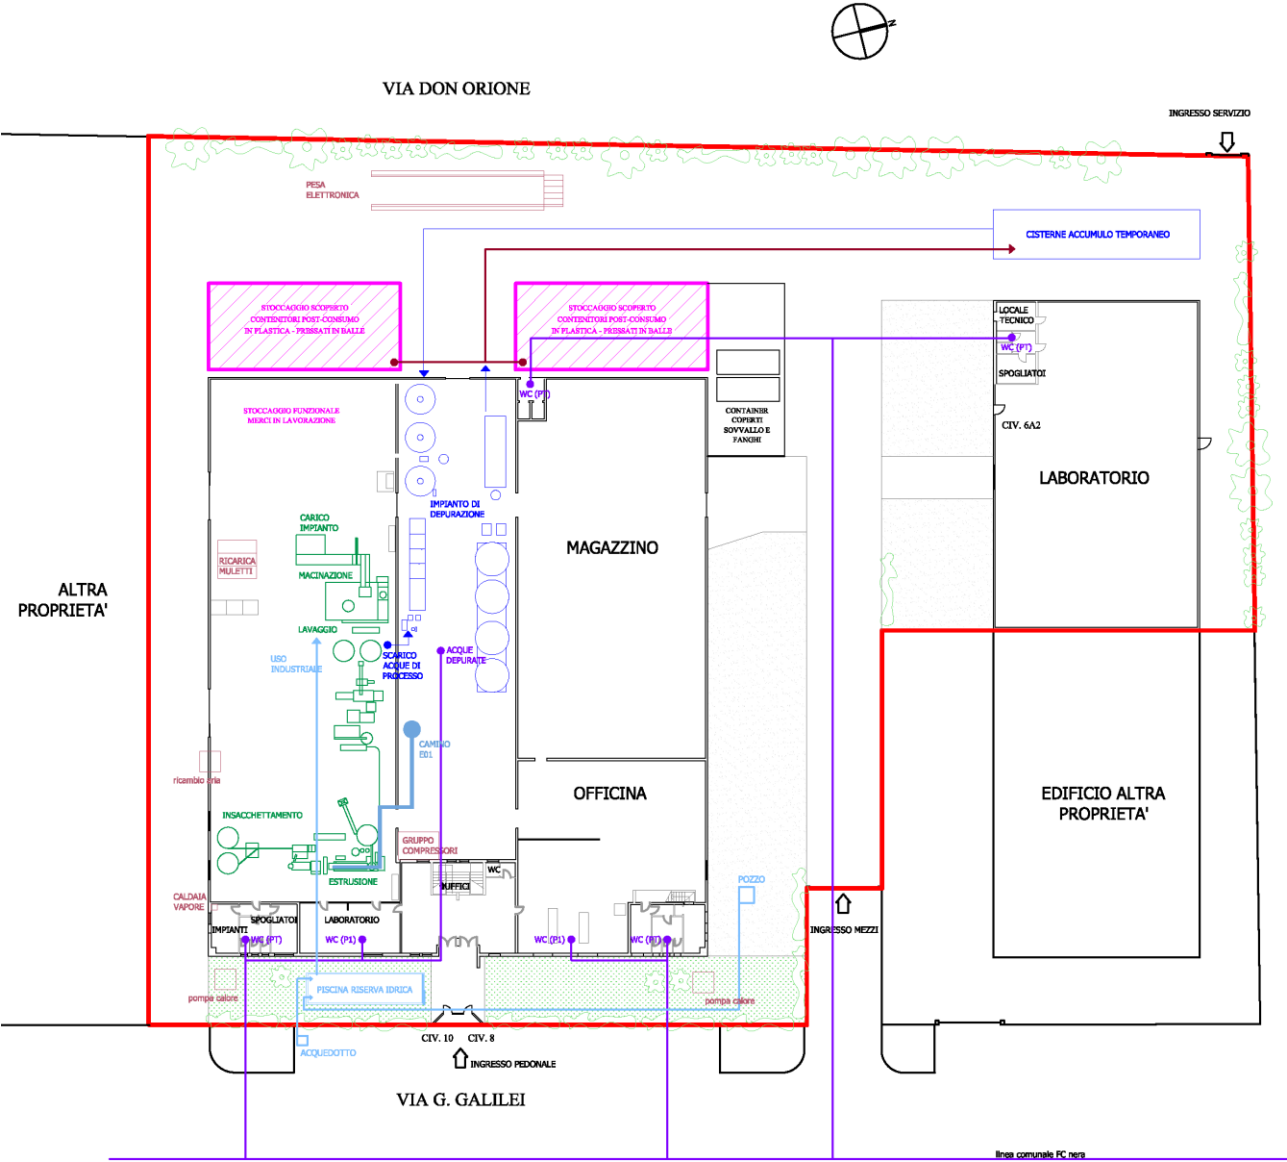 N
VIA DON ORIONE
INGRESSO SERVIZIO
PESA
ELETTRONICA
CISTERNE ACCUMULO TEMPORANEO
STOCCAGGIO SCOPERTO
CONTENITORI POST-CONSUMO
IN PLASTICA - PRESSATI IN BALLE
STOCCAGGIO SCOPERTO
CONTENITORI POST-CONSUMO
IN PLASTICA - PRESSATI IN BALLE
LOCALE
TECNICO
WC (PT)
SPOGLIATOI
WC (PT)
STOCCAGGIO FUNZIONALE
MERCI IN LAVORAZIONE
CONTAINER
COPERTI
SOVVALLO E
FANGHI
CIV. 6A2
LABORATORIO
IMPIANTO DI
DEPURAZIONE
CARICO
IMPIANTO
MAGAZZINO
RICARICA
MULETTI
MACINAZIONE
ALTRA
PROPRIETA'
LAVAGGIO
USO
INDUSTRIALE
SCARICO
ACQUE DI
PROCESSO
ACQUE
DEPURATE
CAMINO
E01
ricambio aria
OFFICINA
EDIFICIO ALTRA
PROPRIETA'
INSACCHETTAMENTO
GRUPPO
COMPRESSORI
WC
ESTRUSIONE
UFFICI
POZZO
CALDAIA
VAPORE
SPOGLIATOI
LABORATORIO
IMPIANTI
WC (PT)
WC (P1)
WC (P1)
WC (PT)
INGRESSO MEZZI
PISCINA RISERVA IDRICA
pompa calore
pompa calore
CIV. 10
CIV. 8
ACQUEDOTTO
INGRESSO PEDONALE
VIA G. GALILEI
linea comunale FC nera